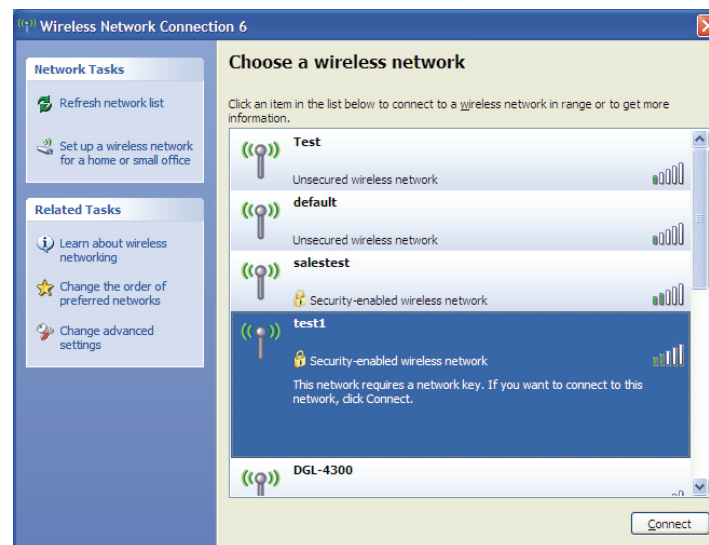 Wireless Network Connection 6
Network Tasks
Refresh network list
Set up a wireless network
for a home or small office
Related Tasks
Learn about wireless
networking
Change the order of
preferred networks
Change advanced
settings
Choose a wireless network
Click an item in the list below to connect to a wireless network in range or to get more
information.
Test
Unsecured wireless network
default
Unsecured wireless network
salestest
Security-enabled wireless network
test1
Security-enabled wireless network
This network requires a network key. If you want to connect to this
network, click Connect.
DGL-4300
Connect